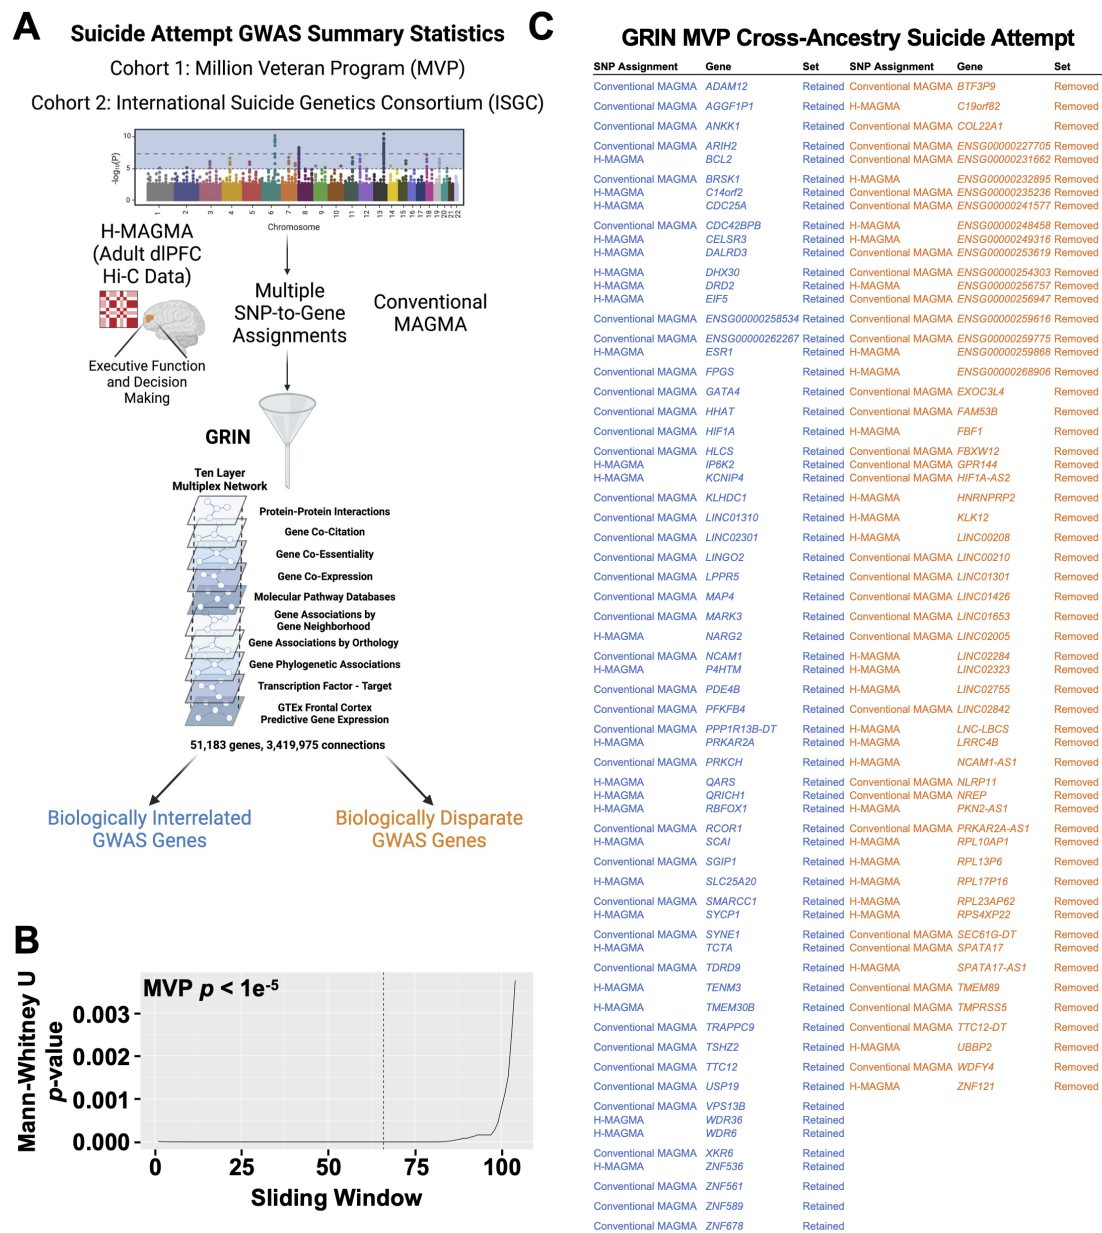 A
Suicide Attempt GWAS Summary Statistics
Cohort 1: Million Veteran Program (MVP)
Cohort 2: International Suicide Genetics Consortium (ISGC)
-log₁₀(P)
10
5
0
1 2 3 4 5 6 7 8 9 10 11 12 13 14 15 16 17 18 19 20 21 22
Chromosome
H-MAGMA
(Adult dlPFC
Hi-C Data)
Executive Function
and Decision
Making
Multiple
SNP-to-Gene
Assignments
Conventional
MAGMA
GRIN
Ten Layer
Multiplex Network
Protein-Protein Interactions
Gene Co-Citation
Gene Co-Essentiality
Gene Co-Expression
Molecular Pathway Databases
Gene Associations by
Gene Neighborhood
Gene Associations by Orthology
Gene Phylogenetic Associations
Transcription Factor - Target
GTEx Frontal Cortex
Predictive Gene Expression
51,183 genes, 3,419,975 connections
Biologically Interrelated
GWAS Genes
Biologically Disparate
GWAS Genes
B
Mann-Whitney U
p-value
MVP p < 1e⁻⁵
0.003
0.002
0.001
0.000
0 25 50 75 100
Sliding Window
C
GRIN MVP Cross-Ancestry Suicide Attempt
SNP Assignment Gene Set SNP Assignment Gene Set
Conventional MAGMA ADAM12 Retained Conventional MAGMA BTF3P9 Removed
Conventional MAGMA AGGF1P1 Retained H-MAGMA C19orf82 Removed
Conventional MAGMA ANKK1 Retained Conventional MAGMA COL22A1 Removed
Conventional MAGMA ARIH2 Retained Conventional MAGMA ENSG00000227705 Removed
H-MAGMA BCL2 Retained Conventional MAGMA ENSG00000231662 Removed
Conventional MAGMA BRSK1 Retained H-MAGMA ENSG00000232895 Removed
H-MAGMA C14orf2 Retained Conventional MAGMA ENSG00000235236 Removed
H-MAGMA CDC25A Retained Conventional MAGMA ENSG00000241577 Removed
Conventional MAGMA CDC42BPB Retained H-MAGMA ENSG00000248458 Removed
H-MAGMA CELSR3 Retained H-MAGMA ENSG00000249316 Removed
H-MAGMA DALRD3 Retained Conventional MAGMA ENSG00000253619 Removed
H-MAGMA DHX30 Retained Conventional MAGMA ENSG00000254303 Removed
H-MAGMA DRD2 Retained H-MAGMA ENSG00000256757 Removed
H-MAGMA EIF5 Retained Conventional MAGMA ENSG00000256947 Removed
Conventional MAGMA ENSG00000258534 Retained Conventional MAGMA ENSG00000259616 Removed
Conventional MAGMA ENSG00000262267 Retained Conventional MAGMA ENSG00000259775 Removed
H-MAGMA ESR1 Retained H-MAGMA ENSG00000259868 Removed
Conventional MAGMA FPGS Retained H-MAGMA ENSG00000268906 Removed
Conventional MAGMA GATA4 Retained Conventional MAGMA EXOC3L4 Removed
Conventional MAGMA HHAT Retained Conventional MAGMA FAM53B Removed
Conventional MAGMA HIF1A Retained H-MAGMA FBF1 Removed
Conventional MAGMA HLCS Retained Conventional MAGMA FBXW12 Removed
H-MAGMA IP6K2 Retained Conventional MAGMA GPR144 Removed
H-MAGMA KCNIP4 Retained Conventional MAGMA HIF1A-AS2 Removed
Conventional MAGMA KLHDC1 Retained H-MAGMA HNRNPRP2 Removed
Conventional MAGMA LINC01310 Retained H-MAGMA KLK12 Removed
Conventional MAGMA LINC02301 Retained H-MAGMA LINC00208 Removed
Conventional MAGMA LINGO2 Retained Conventional MAGMA LINC00210 Removed
Conventional MAGMA LPPR5 Retained Conventional MAGMA LINC01301 Removed
Conventional MAGMA MAP4 Retained Conventional MAGMA LINC01426 Removed
Conventional MAGMA MARK3 Retained Conventional MAGMA LINC01653 Removed
H-MAGMA NARG2 Retained Conventional MAGMA LINC02005 Removed
Conventional MAGMA NCAM1 Retained H-MAGMA LINC02284 Removed
H-MAGMA P4HTM Retained H-MAGMA LINC02323 Removed
Conventional MAGMA PDE4B Retained H-MAGMA LINC02755 Removed
Conventional MAGMA PFKFB4 Retained Conventional MAGMA LINC02842 Removed
Conventional MAGMA PPP1R13B-DT Retained H-MAGMA LNC-LBCS Removed
H-MAGMA PRKAR2A Retained H-MAGMA LRRC4B Removed
Conventional MAGMA PRKCH Retained H-MAGMA NCAM1-AS1 Removed
H-MAGMA QARS Retained Conventional MAGMA NLRP11 Removed
H-MAGMA QRICH1 Retained Conventional MAGMA NREP Removed
H-MAGMA RBFOX1 Retained H-MAGMA PKN2-AS1 Removed
Conventional MAGMA RCOR1 Retained Conventional MAGMA PRKAR2A-AS1 Removed
H-MAGMA SCAI Retained H-MAGMA RPL10AP1 Removed
Conventional MAGMA SGIP1 Retained H-MAGMA RPL13P6 Removed
H-MAGMA SLC25A20 Retained H-MAGMA RPL17P16 Removed
Conventional MAGMA SMARCC1 Retained H-MAGMA RPL23AP62 Removed
H-MAGMA SYCP1 Retained H-MAGMA RPS4XP22 Removed
Conventional MAGMA SYNE1 Retained Conventional MAGMA SEC61G-DT Removed
H-MAGMA TCTA Retained Conventional MAGMA SPATA17 Removed
Conventional MAGMA TDRD9 Retained H-MAGMA SPATA17-AS1 Removed
H-MAGMA TENM3 Retained Conventional MAGMA TMEM89 Removed
H-MAGMA TMEM30B Retained Conventional MAGMA TMPRSS5 Removed
Conventional MAGMA TRAPPC9 Retained Conventional MAGMA TTC12-DT Removed
Conventional MAGMA TSHZ2 Retained H-MAGMA UBBP2 Removed
Conventional MAGMA TTC12 Retained Conventional MAGMA WDFY4 Removed
Conventional MAGMA USP19 Retained H-MAGMA ZNF121 Removed
Conventional MAGMA VPS13B Retained
H-MAGMA WDR36 Retained
H-MAGMA WDR6 Retained
Conventional MAGMA XKR6 Retained
H-MAGMA ZNF536 Retained
Conventional MAGMA ZNF561 Retained
Conventional MAGMA ZNF589 Retained
Conventional MAGMA ZNF678 Retained